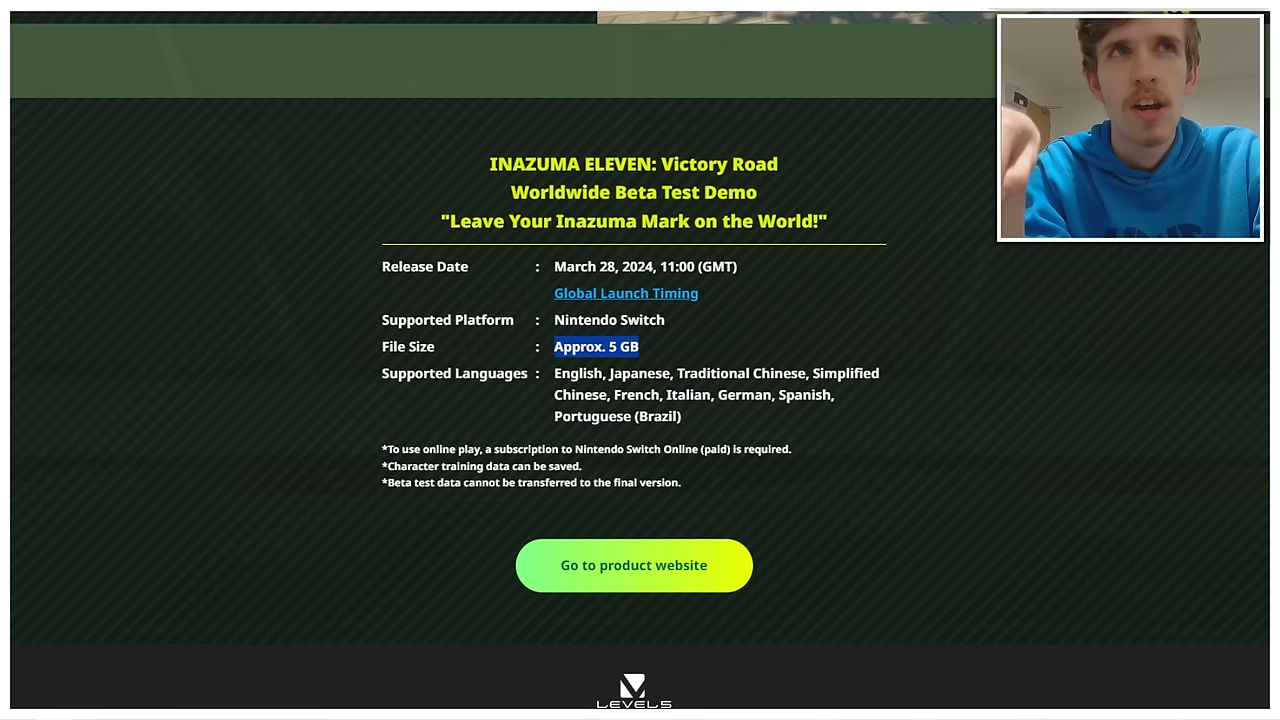 INAZUMA ELEVEN: Victory Road
Worldwide Beta Test Demo
"Leave Your Inazuma Mark on the World!"
Release Date : March 28, 2024, 11:00 (GMT)
Global Launch Timing
Supported Platform : Nintendo Switch
File Size : Approx. 5 GB
Supported Languages : English, Japanese, Traditional Chinese, Simplified
Chinese, French, Italian, German, Spanish,
Portuguese (Brazil)
*To use online play, a subscription to Nintendo Switch Online (paid) is required.
*Character training data can be saved.
*Beta test data cannot be transferred to the final version.
Go to product website
LEVEL5